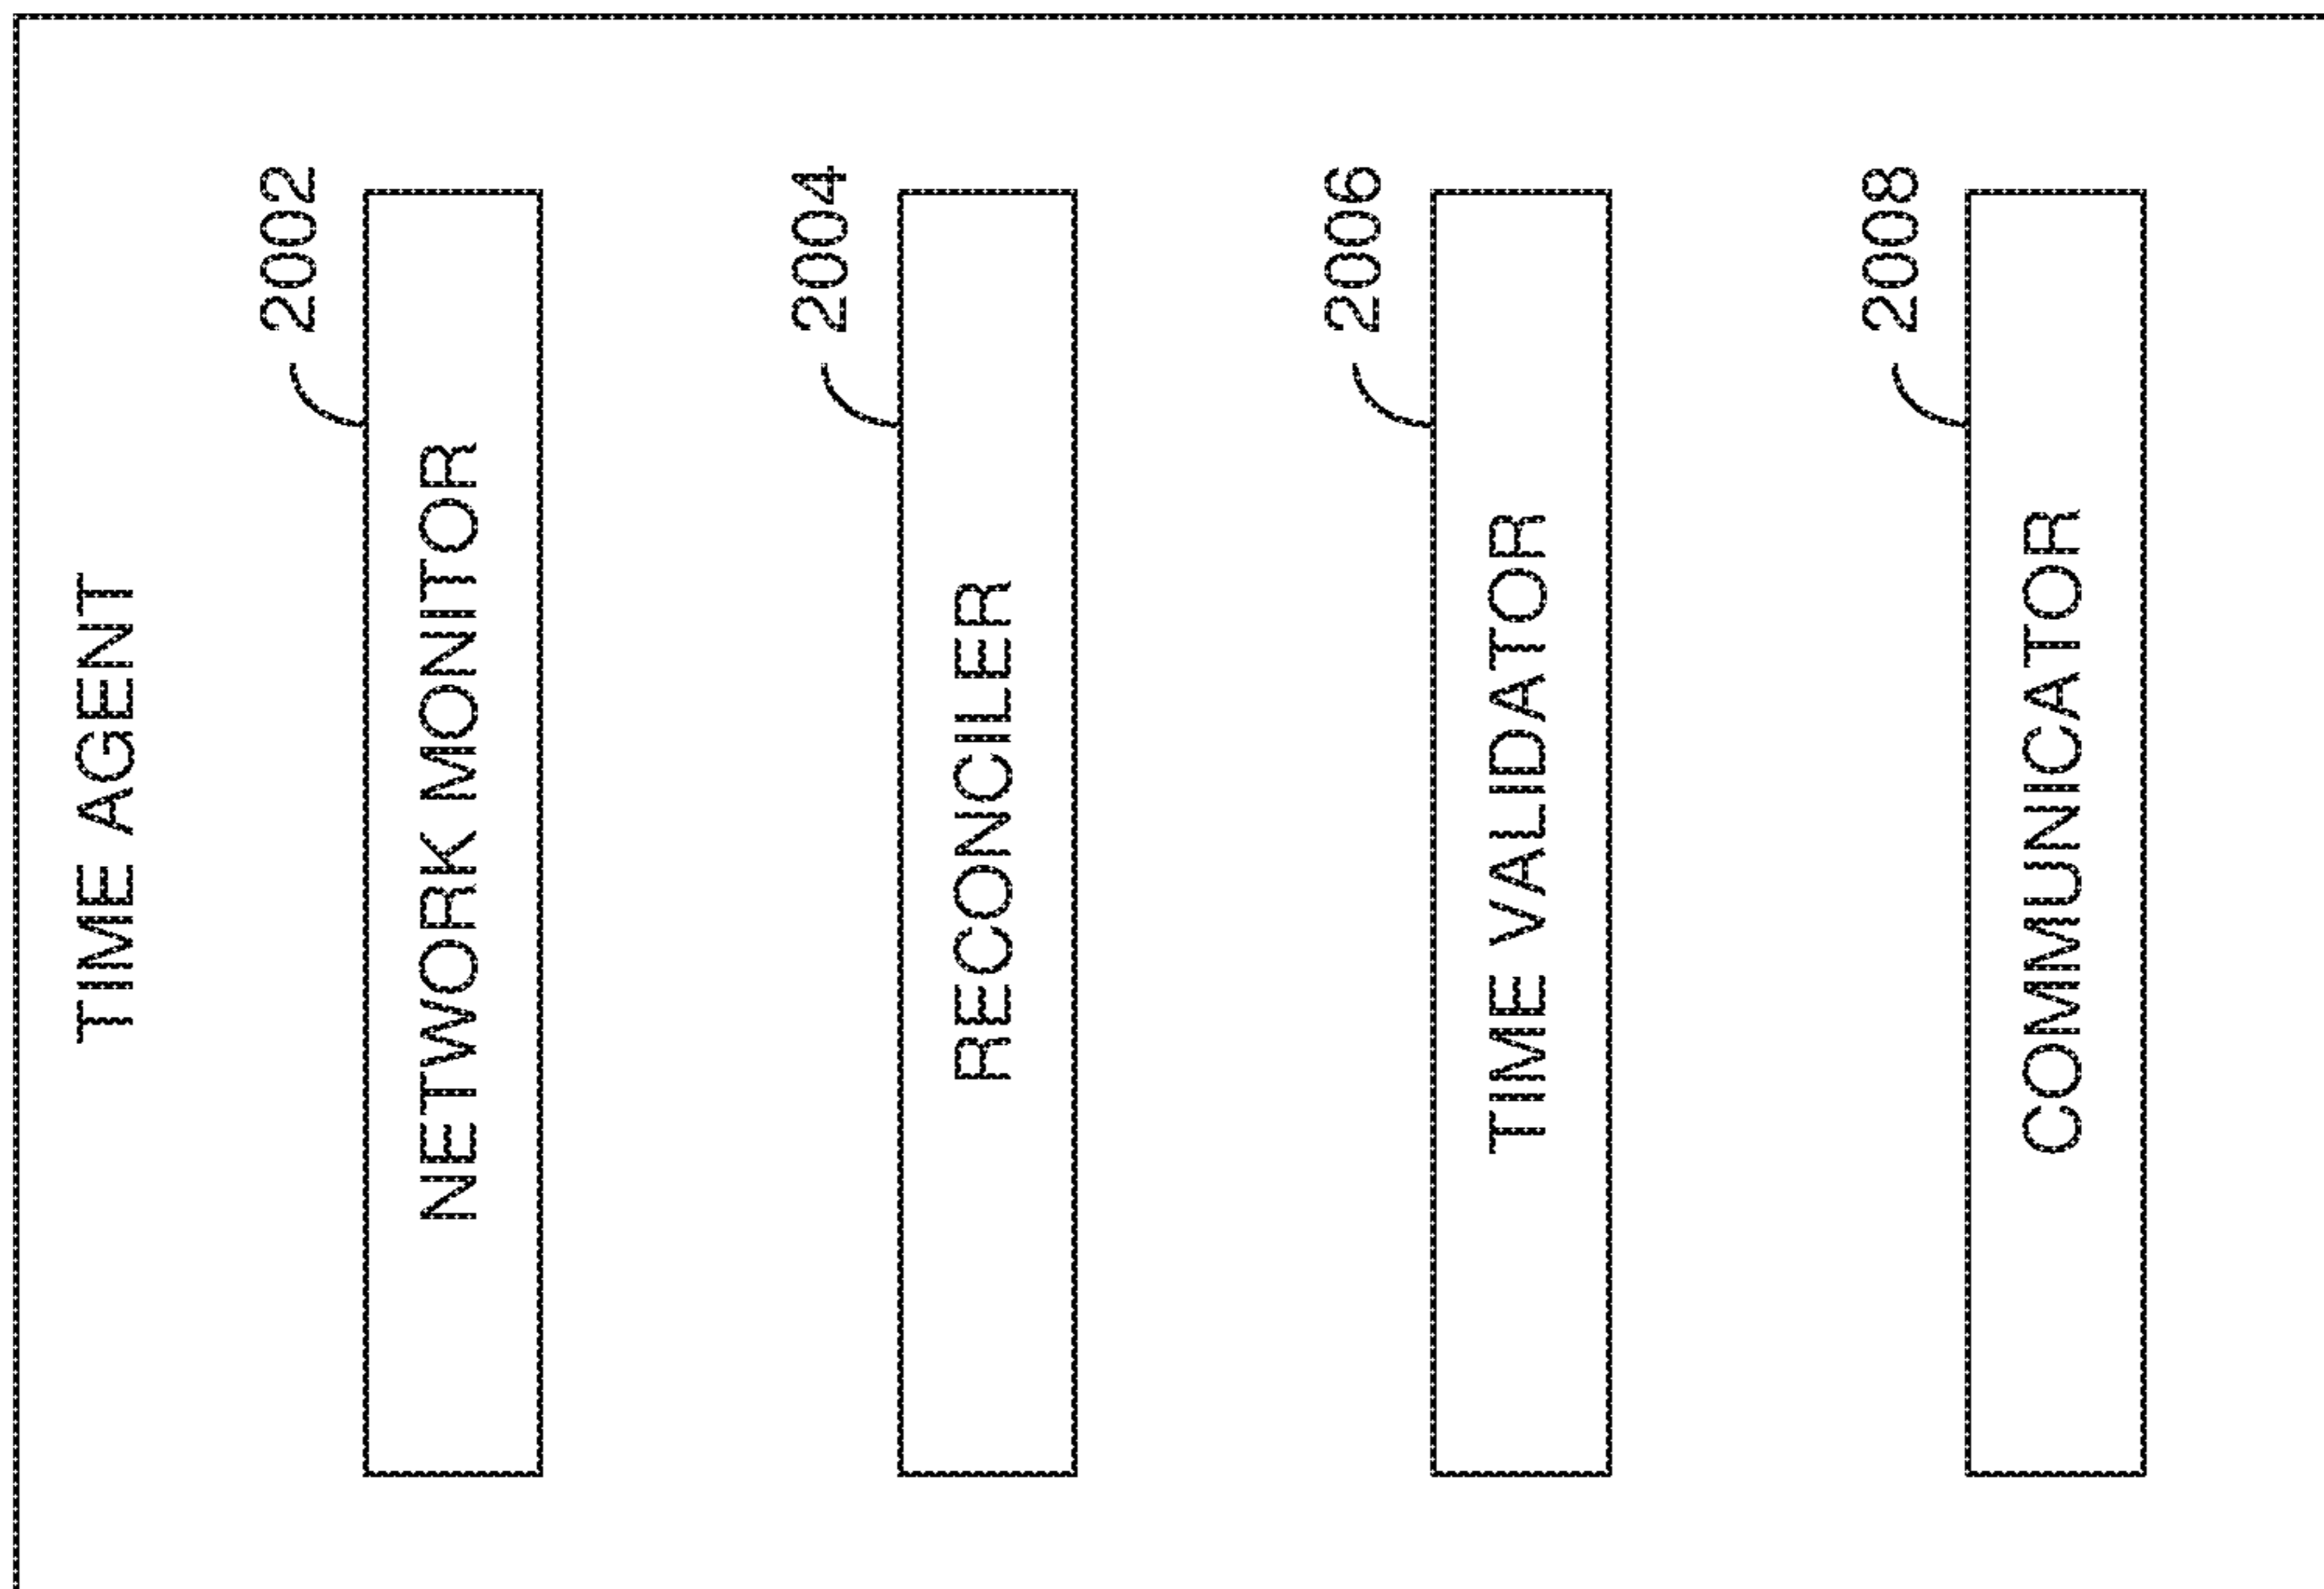 TIME AGENT
2002
NETWORK MONITOR
2004
RECONCILER
2006
TIME VALIDATOR
2008
COMMUNICATOR